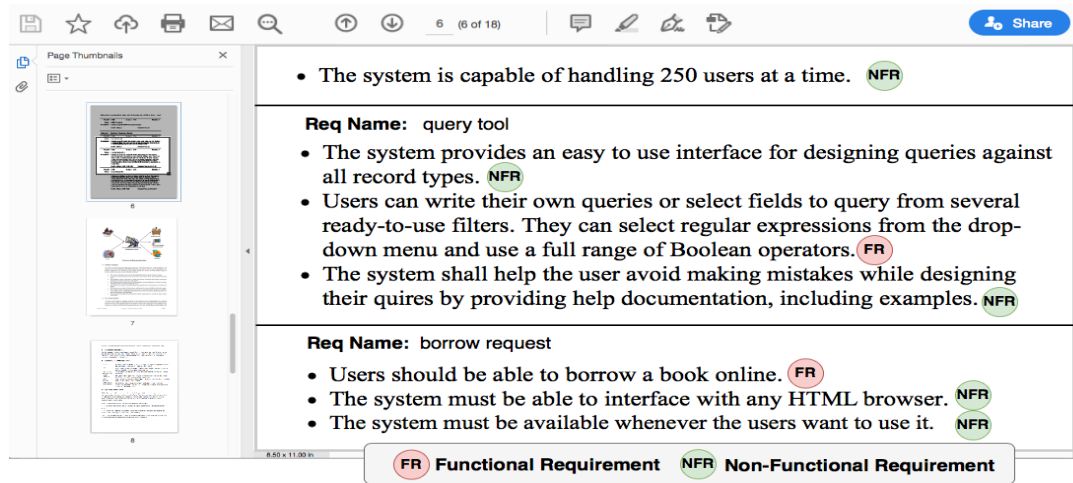 6 (6 of 18)
Share
Page Thumbnails
6
7
8
8.50 x 11.00 in
• The system is capable of handling 250 users at a time. NFR
Req Name: query tool
• The system provides an easy to use interface for designing queries against
all record types. NFR
• Users can write their own queries or select fields to query from several
ready-to-use filters. They can select regular expressions from the drop-
down menu and use a full range of Boolean operators. FR
• The system shall help the user avoid making mistakes while designing
their quires by providing help documentation, including examples. NFR
Req Name: borrow request
• Users should be able to borrow a book online. FR
• The system must be able to interface with any HTML browser. NFR
• The system must be available whenever the users want to use it. NFR
FR Functional Requirement NFR Non-Functional Requirement